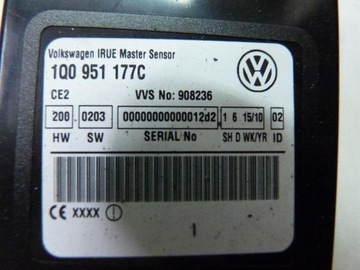 Volkswagen IRUE Master Sensor
1Q0 951 177C
CE2 VVS No: 908236
200 0203 00000000000012d2 1 6 15/10 02
HW SW SERIAL No SH D WK/YR ID
CE XXXX